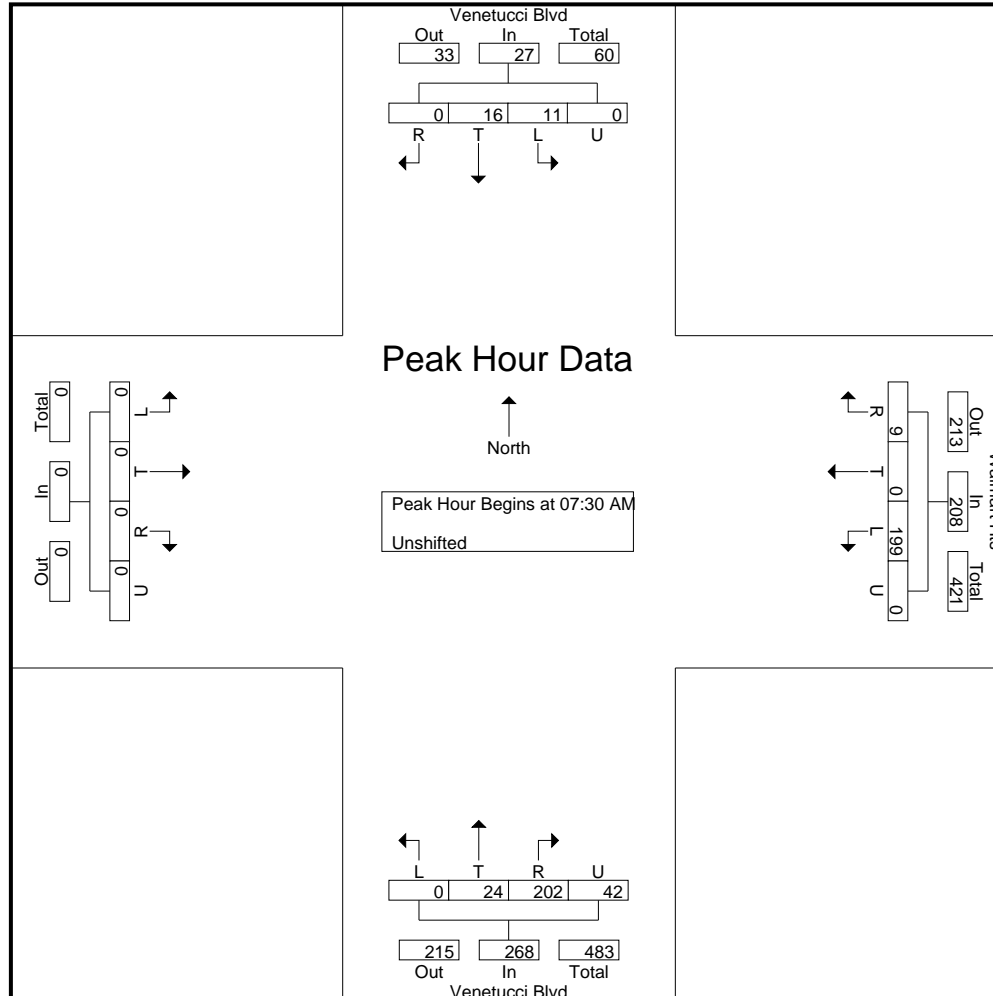 Venetucci Blvd
Out In Total
33 27 60
0 16 11 0
R T L U
Peak Hour Data
North
Peak Hour Begins at 07:30 AM
Unshifted
Total In Out
0 0 0
0 0 0 0
L T R U
R T L U
9 0 199 0
Out In Total
213 208 421
L T R U
0 24 202 42
215 268 483
Out In Total
Venetucci Blvd